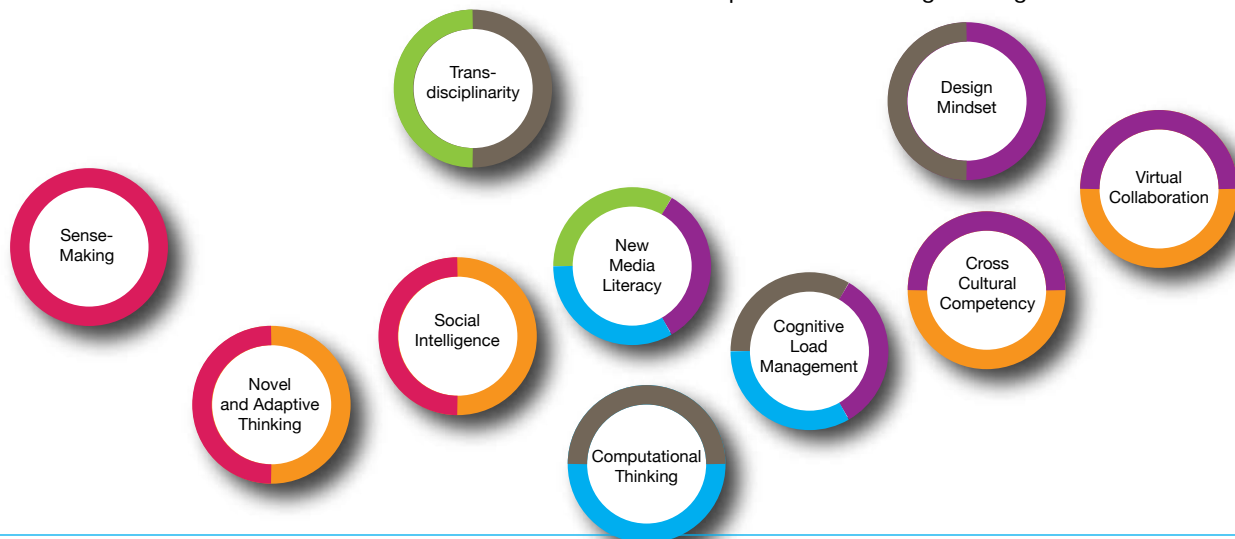 Trans-
disciplinarity
Design
Mindset
Virtual
Collaboration
Sense-
Making
New
Media
Literacy
Cross
Cultural
Competency
Social
Intelligence
Cognitive
Load
Management
Novel
and Adaptive
Thinking
Computational
Thinking